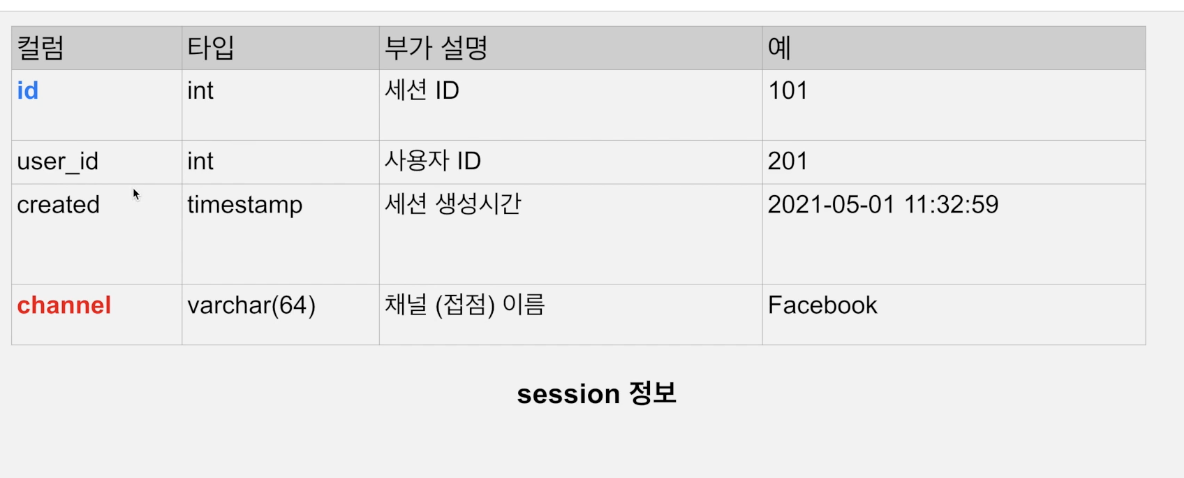 컬럼 타입 부가 설명 예
id int 세션 ID 101
user_id int 사용자 ID 201
created timestamp 세션 생성시간 2021-05-01 11:32:59
channel varchar(64) 채널 (접점) 이름 Facebook
session 정보